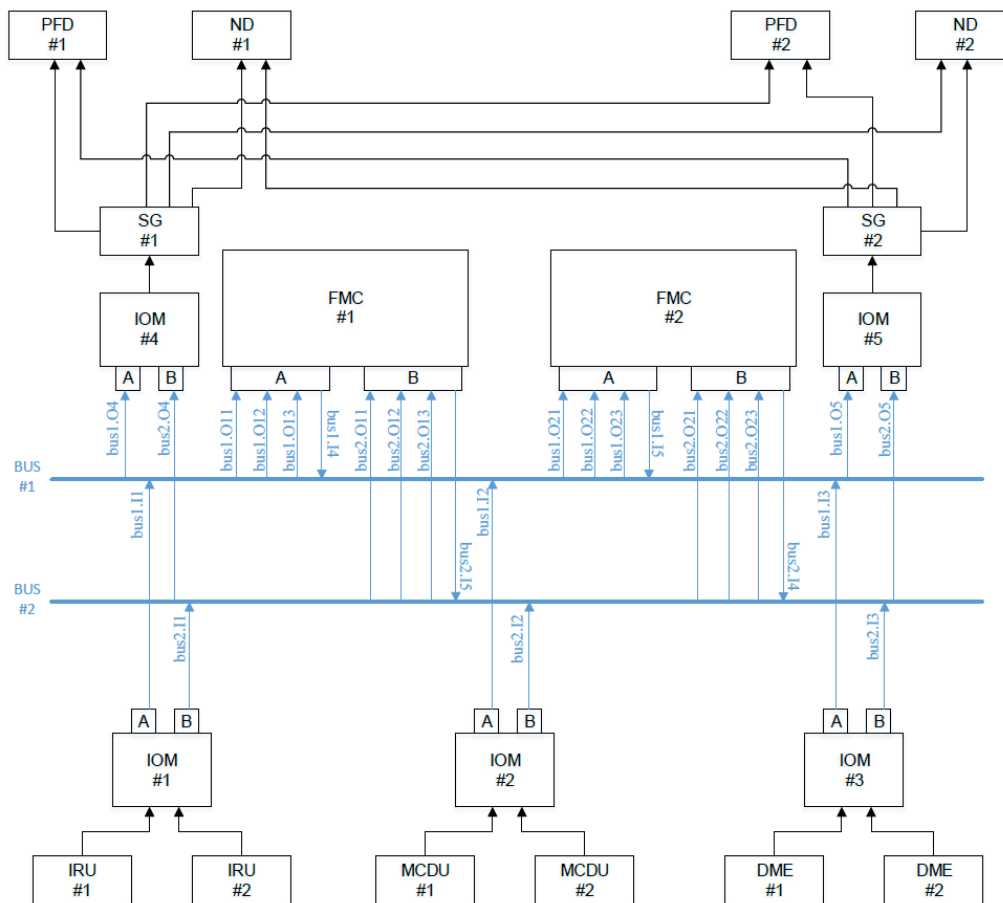 PFD
#1
ND
#1
PFD
#2
ND
#2
SG
#1
SG
#2
FMC
#1
FMC
#2
IOM
#4
IOM
#5
A
B
A
B
A
B
A
B
bus1.O4
bus2.O4
bus1.O11
bus1.O12
bus1.O13
bus1.I4
bus2.O11
bus2.O12
bus2.O13
bus1.O21
bus1.O22
bus1.O23
bus1.I5
bus2.O21
bus2.O22
bus2.O23
bus1.O5
bus2.O5
BUS
#1
bus1.I1
bus1.I2
bus1.I3
bus2.I5
bus2.I4
BUS
#2
bus2.I1
bus2.I2
bus2.I3
A
B
A
B
A
B
IOM
#1
IOM
#2
IOM
#3
IRU
#1
IRU
#2
MCDU
#1
MCDU
#2
DME
#1
DME
#2